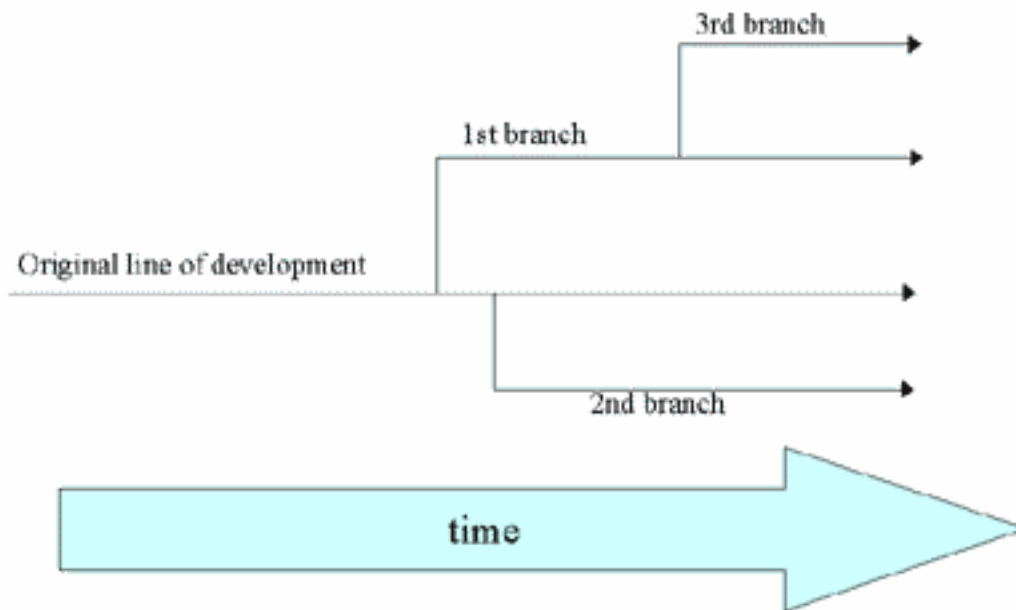 3rd branch
1st branch
Original line of development
2nd branch
time